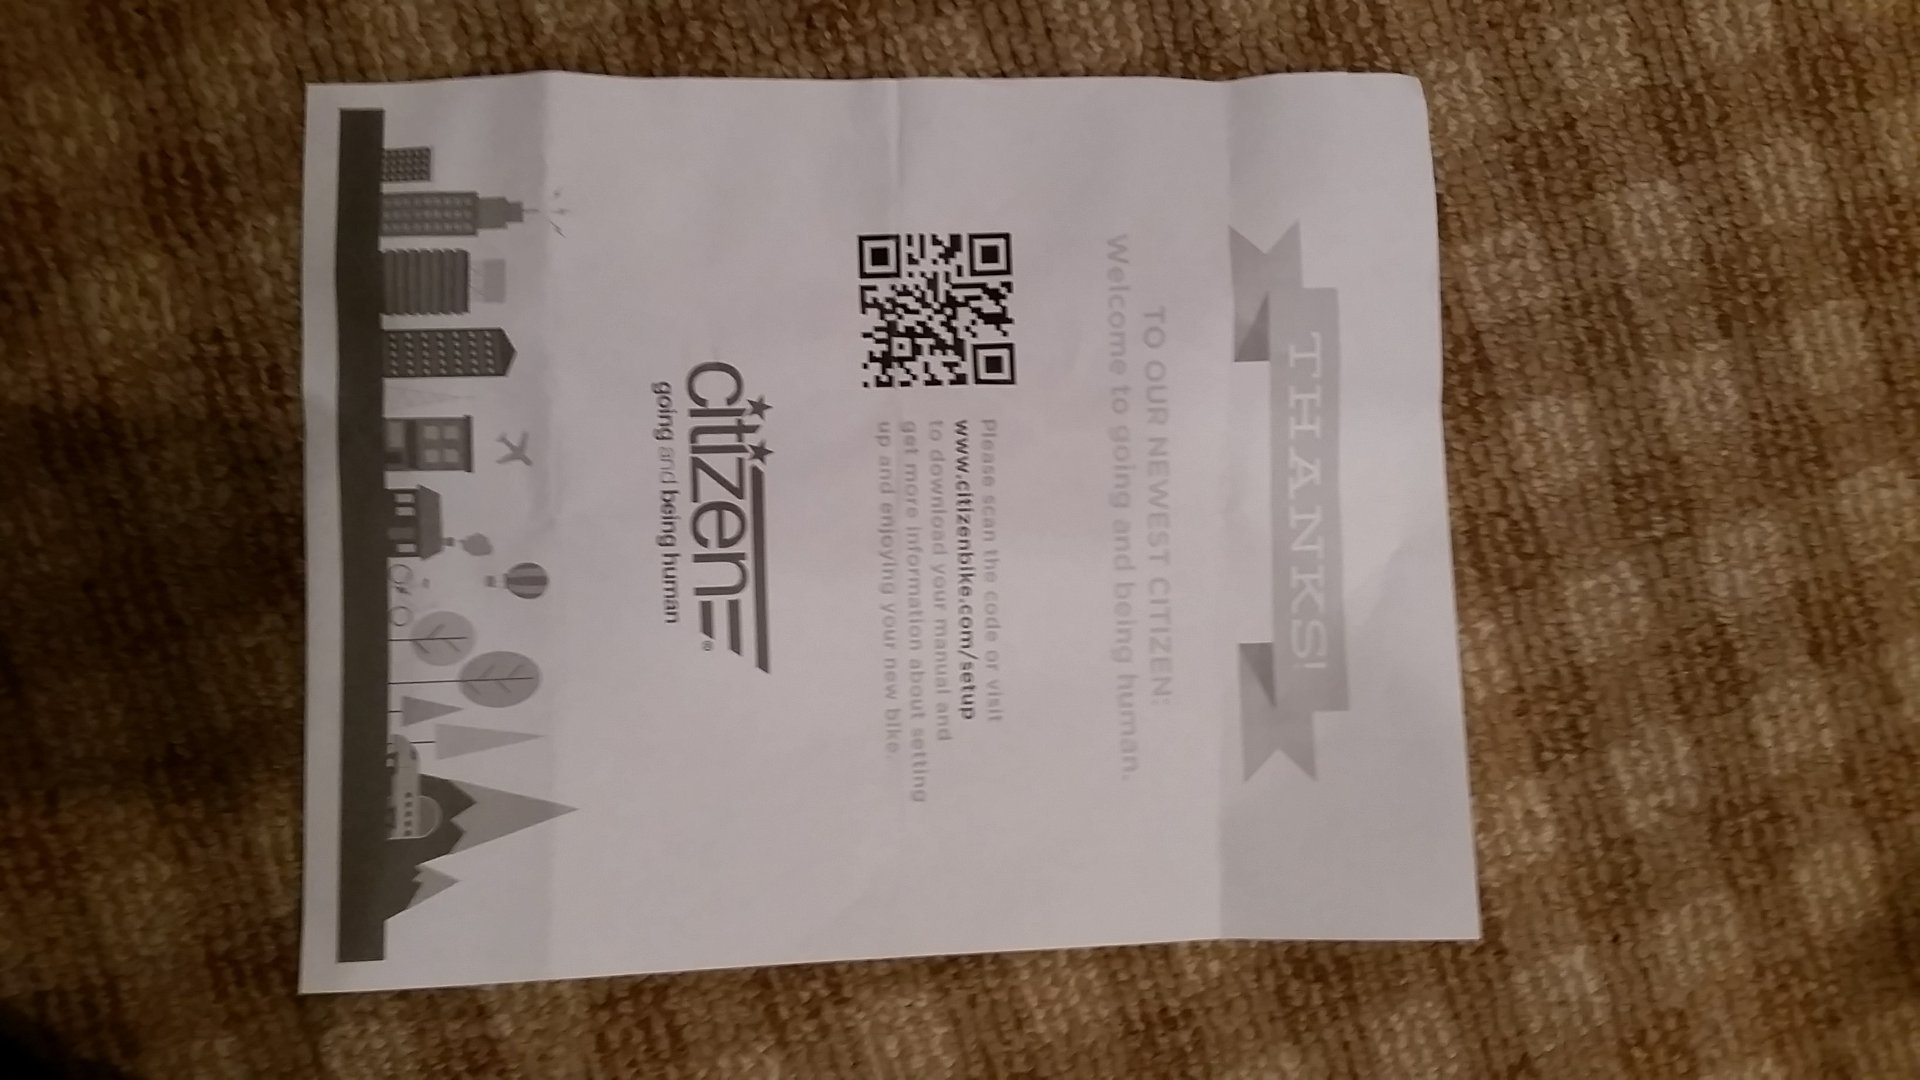 THANKS!
TO OUR NEWEST CITIZEN:
Welcome to going and being human.
Please scan the code or visit
www.citizenbike.com/setup
to download your manual and
get more information about setting
up and enjoying your new bike.
citizen®
going and being human